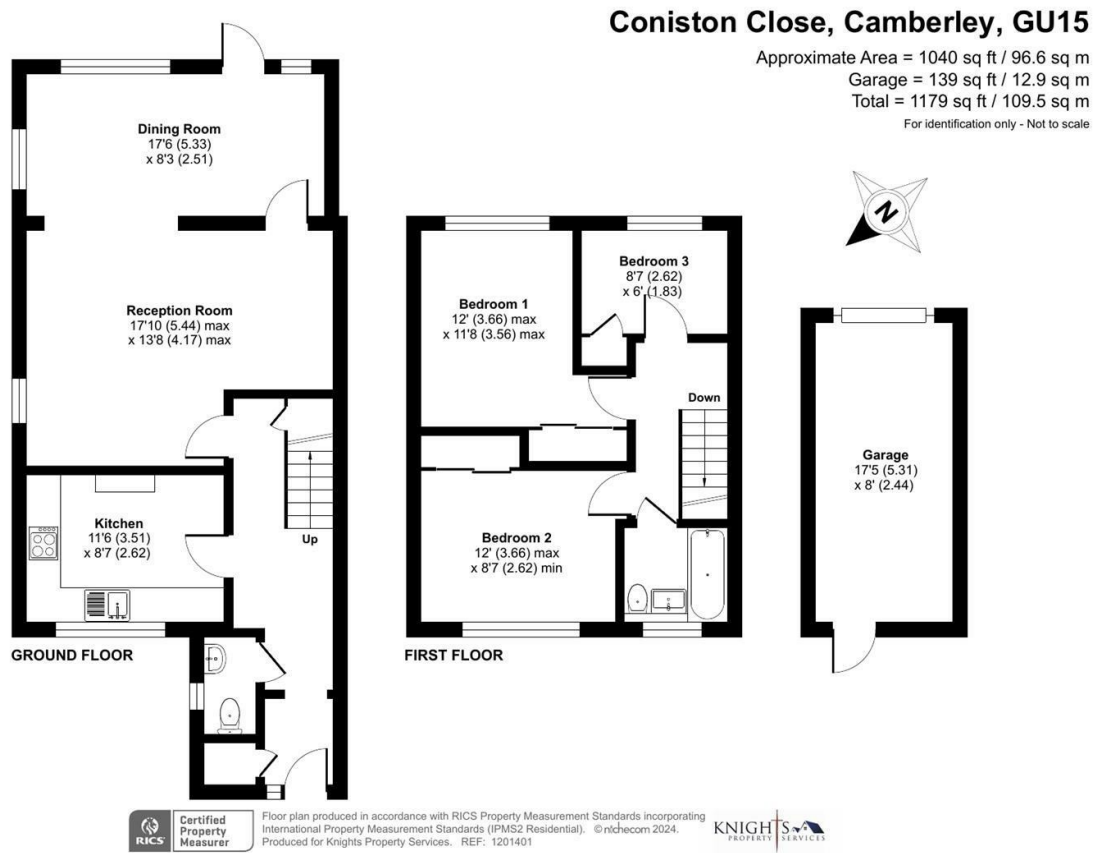 Coniston Close, Camberley, GU15
Approximate Area = 1040 sq ft / 96.6 sq m
Garage = 139 sq ft / 12.9 sq m
Total = 1179 sq ft / 109.5 sq m
For identification only - Not to scale
N
Dining Room
17'6 (5.33)
x 8'3 (2.51)
Reception Room
17'10 (5.44) max
x 13'8 (4.17) max
Kitchen
11'6 (3.51)
x 8'7 (2.62)
Up
GROUND FLOOR
Bedroom 1
12' (3.66) max
x 11'8 (3.56) max
Bedroom 3
8'7 (2.62)
x 6' (1.83)
Down
Bedroom 2
12' (3.66) max
x 8'7 (2.62) min
FIRST FLOOR
Garage
17'5 (5.31)
x 8' (2.44)
RICS
Certified
Property
Measurer
Floor plan produced in accordance with RICS Property Measurement Standards incorporating
International Property Measurement Standards (IPMS2 Residential). © nichecom 2024.
Produced for Knights Property Services. REF: 1201401
KNIGHTS
PROPERTY SERVICES